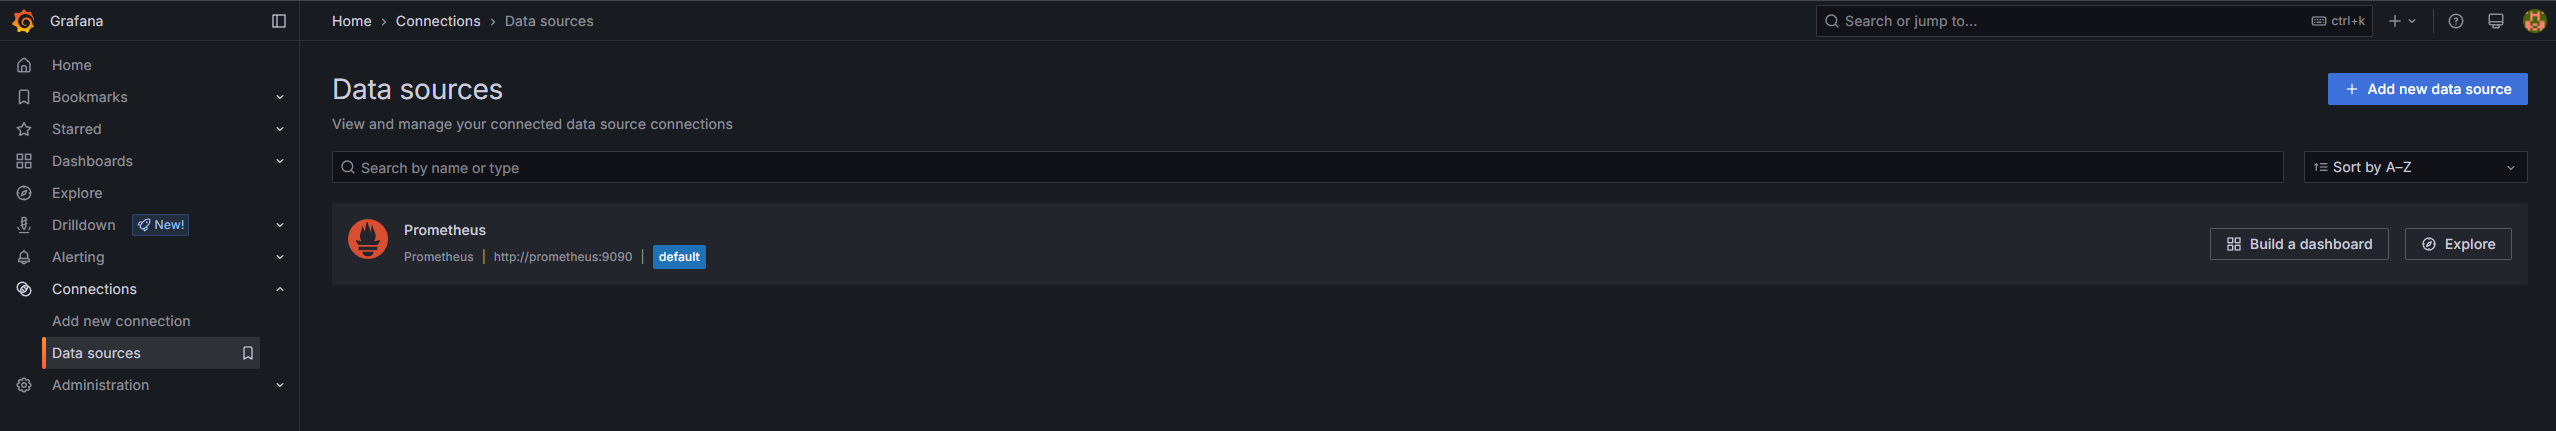 Grafana
Home › Connections › Data sources
Search or jump to...
ctrl+k
Home
Bookmarks
Starred
Dashboards
Explore
Drilldown
New!
Alerting
Connections
Add new connection
Data sources
Administration
Data sources
Add new data source
View and manage your connected data source connections
Search by name or type
Sort by A–Z
Prometheus
Prometheus | http://prometheus:9090 | default
Build a dashboard
Explore